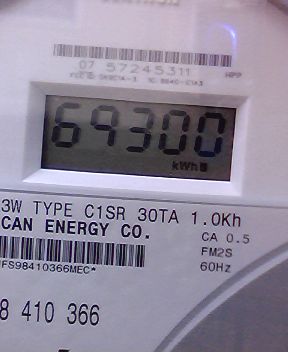 07 57245311
HPP
69300
kWh
3W TYPE C1SR 30TA 1.0Kh
CAN ENERGY CO.
CA 0.5
FM2S
60Hz
FS98410366MEC*
8 410 366